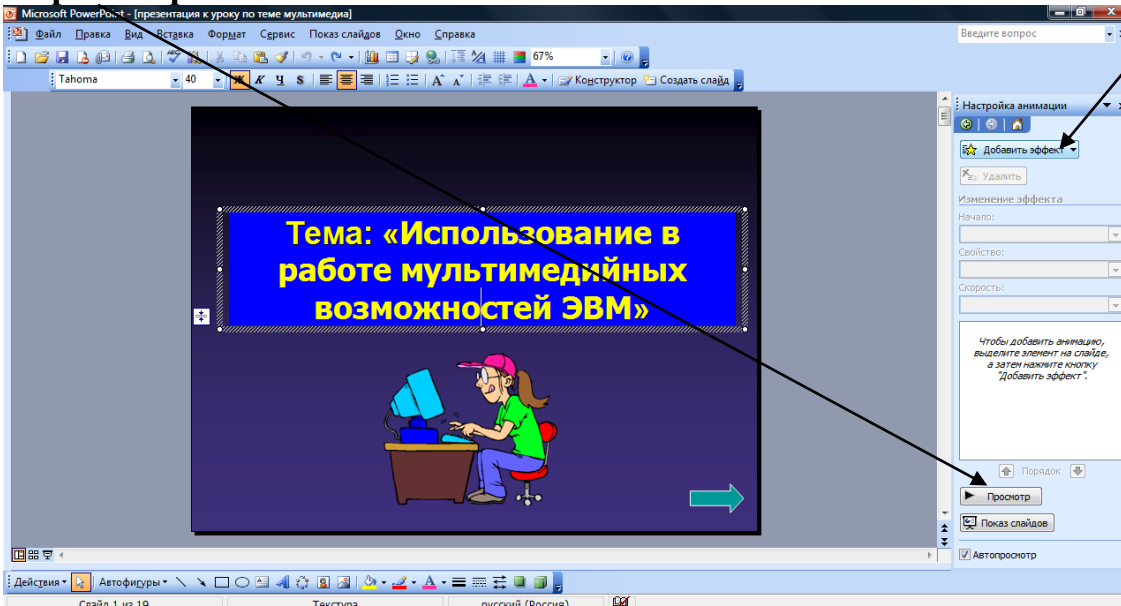 Microsoft PowerPoint - [презентация к уроку по теме мультимедиа]
Файл Правка Вид Вставка Формат Сервис Показ слайдов Окно Справка
Введите вопрос
67%
Tahoma 40 Ж К Ч S Конструктор Создать слайд
Настройка анимации
Добавить эффект
Удалить
Изменение эффекта
Начало:
Свойство:
Скорость:
Тема: «Использование в
работе мультимедийных
возможностей ЭВМ»
Чтобы добавить анимацию,
выделите элемент на слайде,
а затем нажмите кнопку
"Добавить эффект".
Порядок
Просмотр
Показ слайдов
Автопросмотр
Действия Автофигуры
Слайд 1 из 19 Текстура русский (Россия)